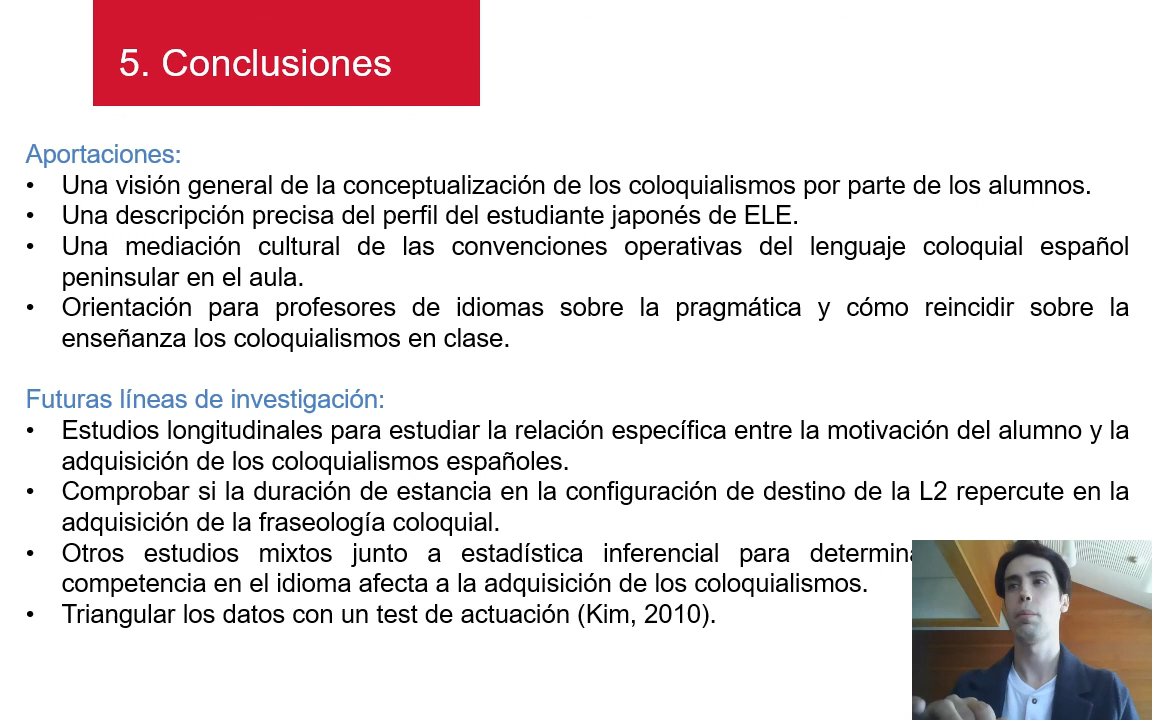 5. Conclusiones
Aportaciones:
• Una visión general de la conceptualización de los coloquialismos por parte de los alumnos.
• Una descripción precisa del perfil del estudiante japonés de ELE.
• Una mediación cultural de las convenciones operativas del lenguaje coloquial español
peninsular en el aula.
• Orientación para profesores de idiomas sobre la pragmática y cómo reincidir sobre la
enseñanza los coloquialismos en clase.
Futuras líneas de investigación:
• Estudios longitudinales para estudiar la relación específica entre la motivación del alumno y la
adquisición de los coloquialismos españoles.
• Comprobar si la duración de estancia en la configuración de destino de la L2 repercute en la
adquisición de la fraseología coloquial.
• Otros estudios mixtos junto a estadística inferencial para
competencia en el idioma afecta a la adquisición de los coloquialismos.
• Triangular los datos con un test de actuación (Kim, 2010).